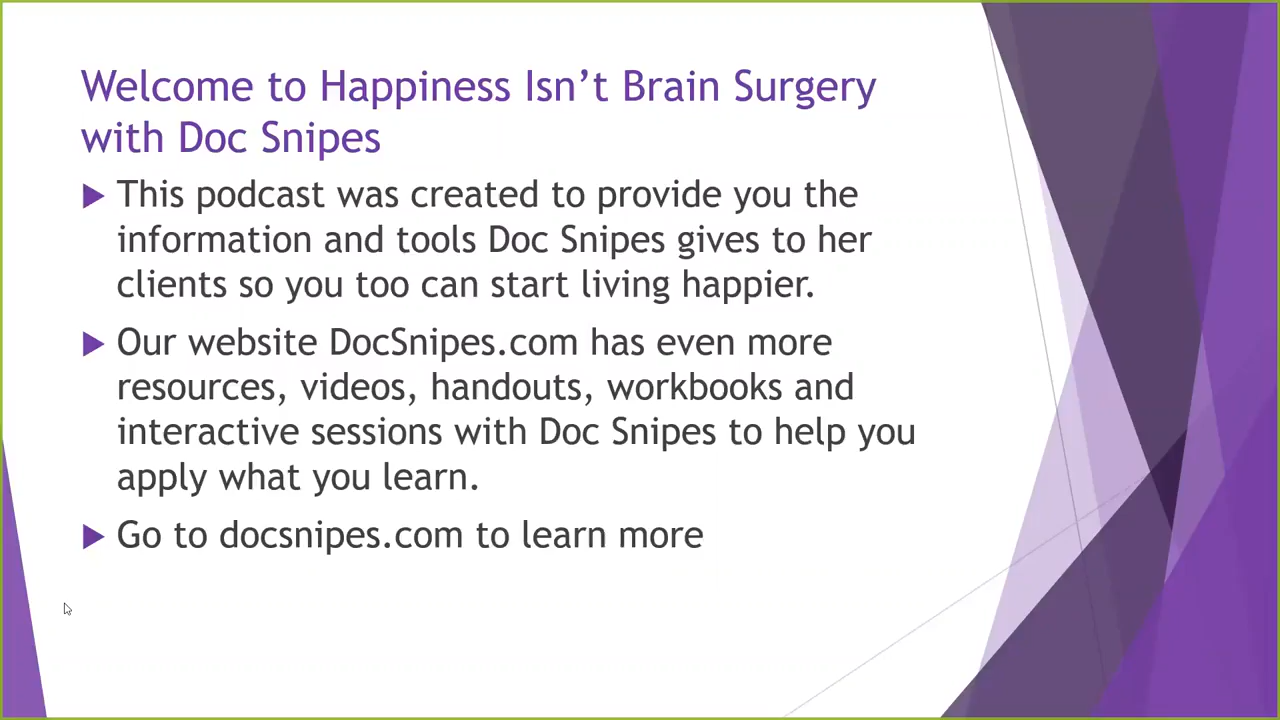 Welcome to Happiness Isn’t Brain Surgery
with Doc Snipes
This podcast was created to provide you the
information and tools Doc Snipes gives to her
clients so you too can start living happier.
Our website DocSnipes.com has even more
resources, videos, handouts, workbooks and
interactive sessions with Doc Snipes to help you
apply what you learn.
Go to docsnipes.com to learn more